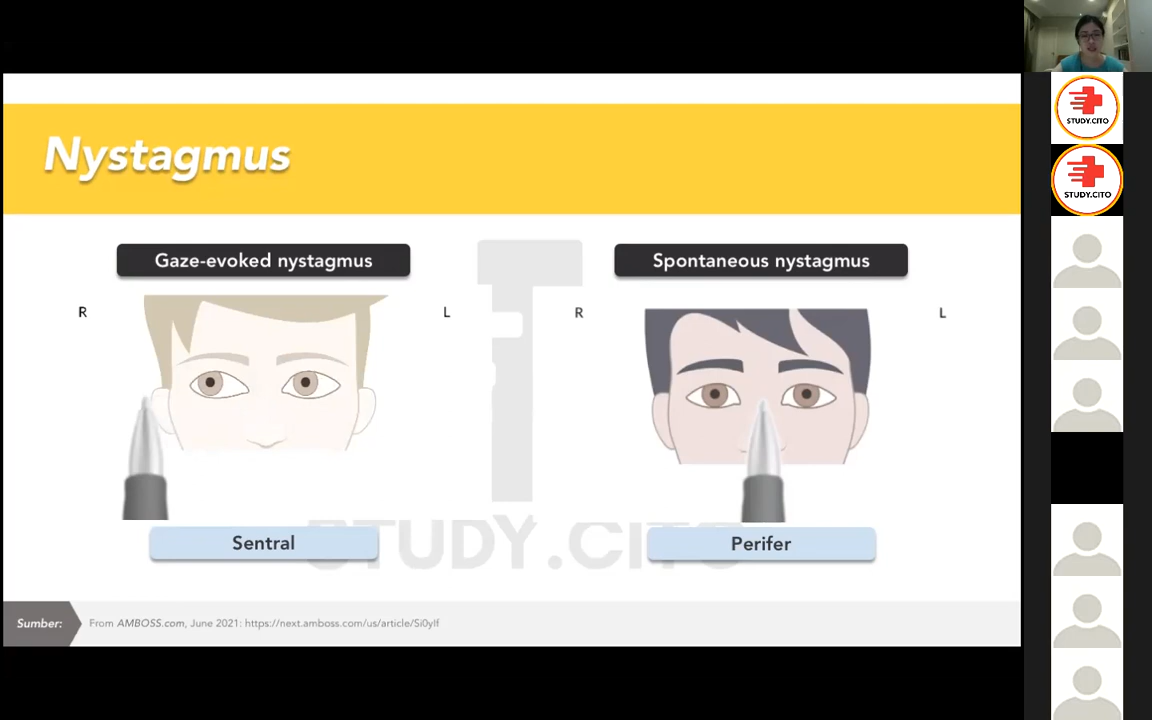 Nystagmus
Gaze-evoked nystagmus
Spontaneous nystagmus
R
L
R
L
Sentral
Perifer
STUDY.CITO
Sumber:
From AMBOSS.com, June 2021: https://next.amboss.com/us/article/Si0yIf
STUDY.CITO
STUDY.CITO